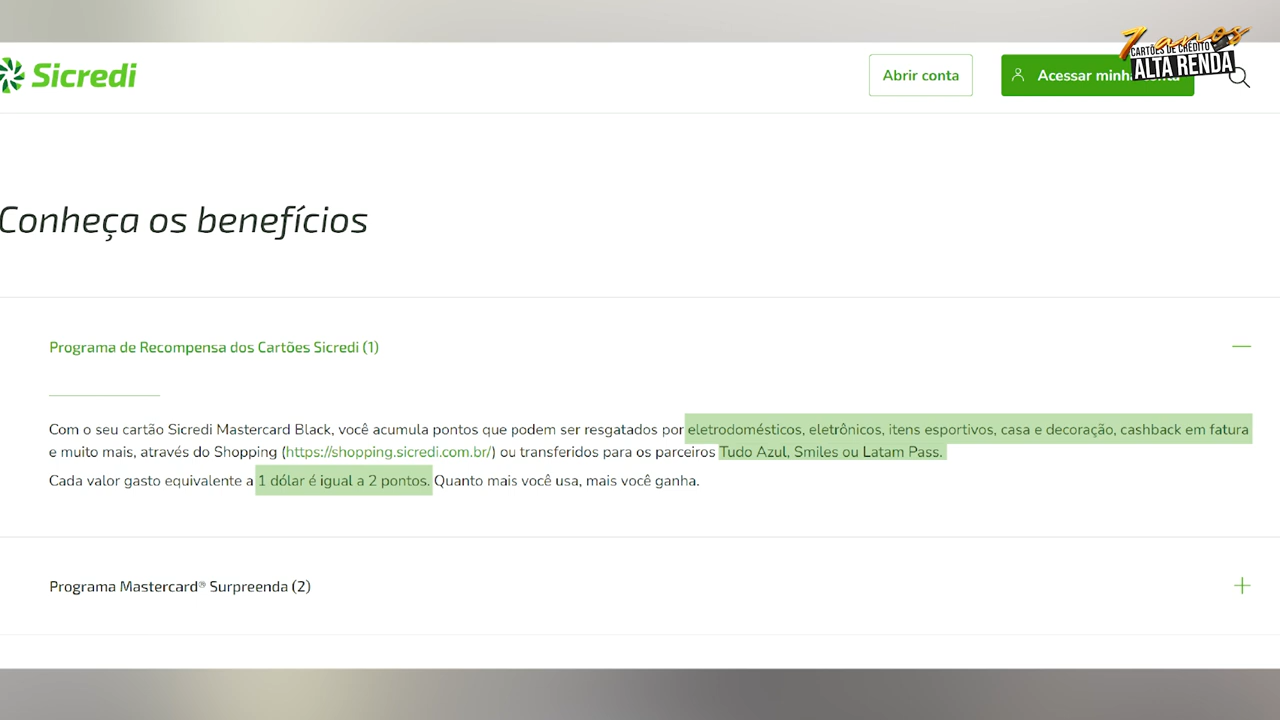 7 anos
CARTÕES DE CRÉDITO
ALTA RENDA
Sicredi
Abrir conta
Acessar minha conta
Conheça os benefícios
Programa de Recompensa dos Cartões Sicredi (1)
Com o seu cartão Sicredi Mastercard Black, você acumula pontos que podem ser resgatados por eletrodomésticos, eletrônicos, itens esportivos, casa e decoração, cashback em fatura
e muito mais, através do Shopping (https://shopping.sicredi.com.br/) ou transferidos para os parceiros Tudo Azul, Smiles ou Latam Pass.
Cada valor gasto equivalente a 1 dólar é igual a 2 pontos. Quanto mais você usa, mais você ganha.
Programa Mastercard® Surpreenda (2)